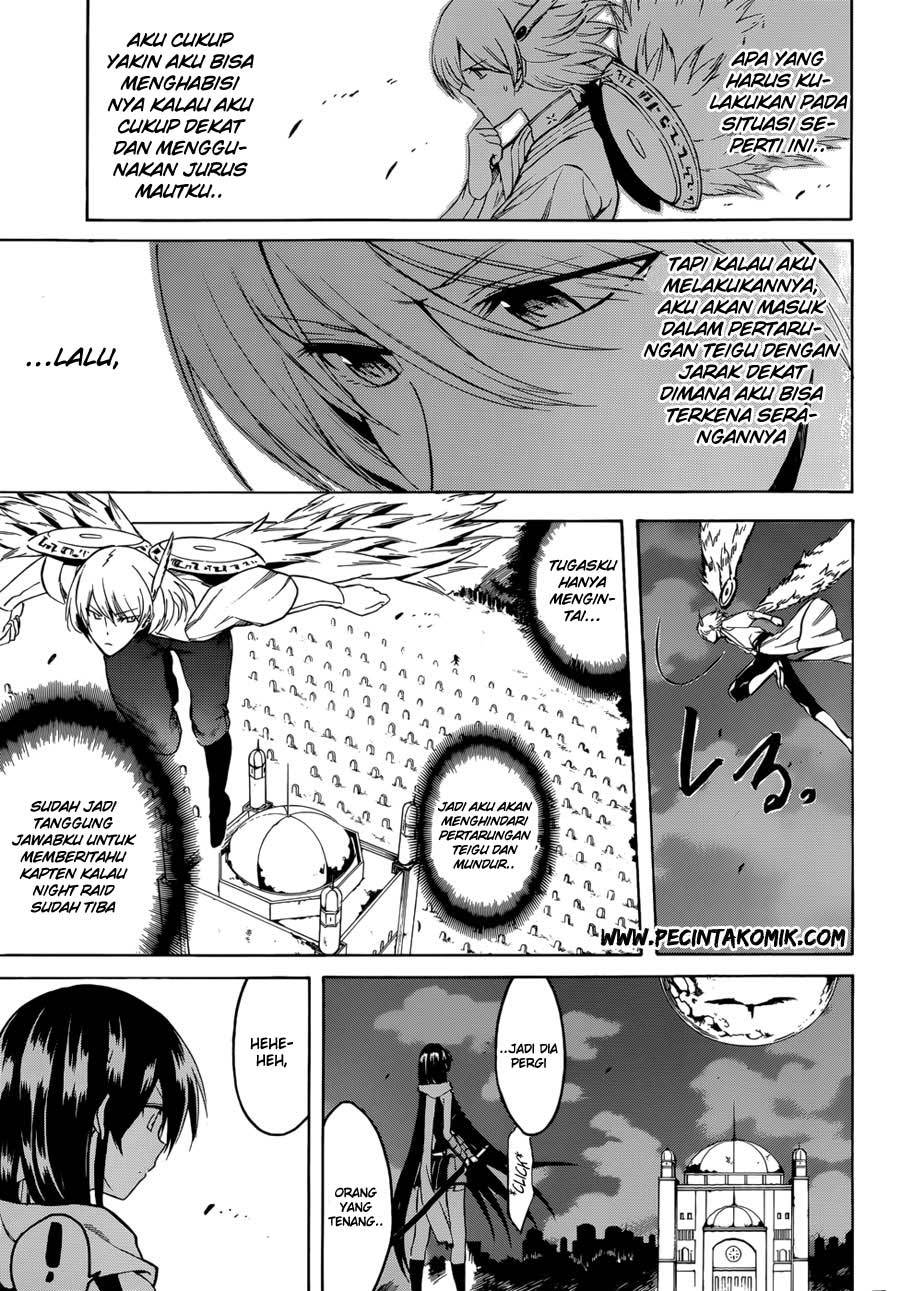 APA YANG
HARUS KU-
LAKUKAN PADA
SITUASI SE-
PERTI INI..
AKU CUKUP
YAKIN AKU BISA
MENGHABISI
NYA KALAU AKU
CUKUP DEKAT
DAN MENGGU-
NAKAN JURUS
MAUTKU..
TAPI KALAU AKU
MELAKUKANNYA,
AKU AKAN MASUK
DALAM PERTARU-
NGAN TEIGU DENGAN
JARAK DEKAT
DIMANA AKU BISA
TERKENA SERA-
NGANNYA
...LALU,
しる。
TUGASKU
HANYA
MENGIN-
TAI...
JADI AKU AKAN
MENGHINDARI
PERTARUNGAN
TEIGU DAN
MUNDUR..
SUDAH JADI
TANGGUNG
JAWABKU UNTUK
MEMBERITAHU
KAPTEN KALAU
NIGHT RAID
SUDAH TIBA
WWW.PECINTAKOMIK.COM
..JADI DIA
PERGI
*CLICK*
ORANG
YANG
TENANG..
HEHE-
HEH,
!